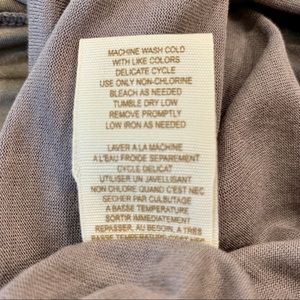 MACHINE WASH COLD
WITH LIKE COLORS
DELICATE CYCLE
USE ONLY NON-CHLORINE
BLEACH AS NEEDED
TUMBLE DRY LOW
REMOVE PROMPTLY
LOW IRON AS NEEDED
LAVER A LA MACHINE
A L'EAU FROIDE SEPAREMENT
CYCLE DELICAT
UTILISER UN JAVELLISANT
NON CHLORE QUAND C'EST NEC
SECHER PAR CULBUTAGE
A BASSE TEMPERATURE
SORTIR IMMEDIATEMENT
REPASSER, AU BESOIN, A TRES
BASSE TEMPERATURE